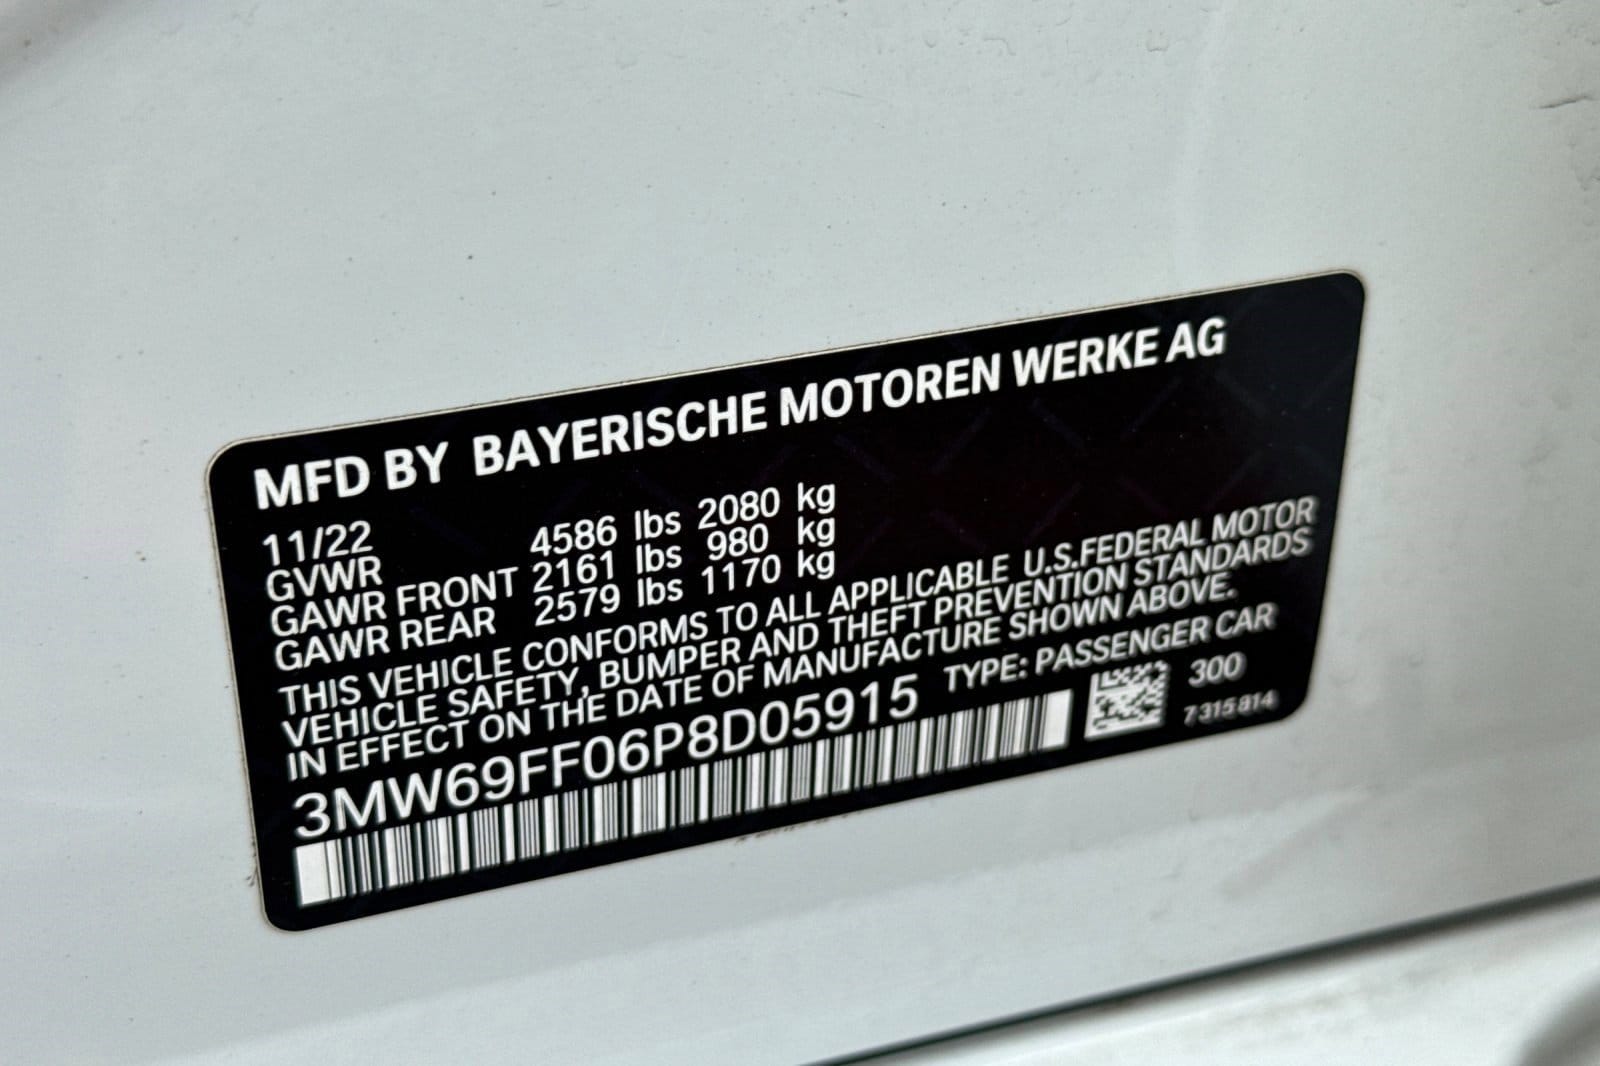 MFD BY BAYERISCHE MOTOREN WERKE AG
11/22
GVWR 4586 lbs 2080 kg
GAWR FRONT 2161 lbs 980 kg
GAWR REAR 2579 lbs 1170 kg
THIS VEHICLE CONFORMS TO ALL APPLICABLE U.S.FEDERAL MOTOR
VEHICLE SAFETY, BUMPER AND THEFT PREVENTION STANDARDS
IN EFFECT ON THE DATE OF MANUFACTURE SHOWN ABOVE.
3MW69FF06P8D05915 TYPE: PASSENGER CAR
300
7315814